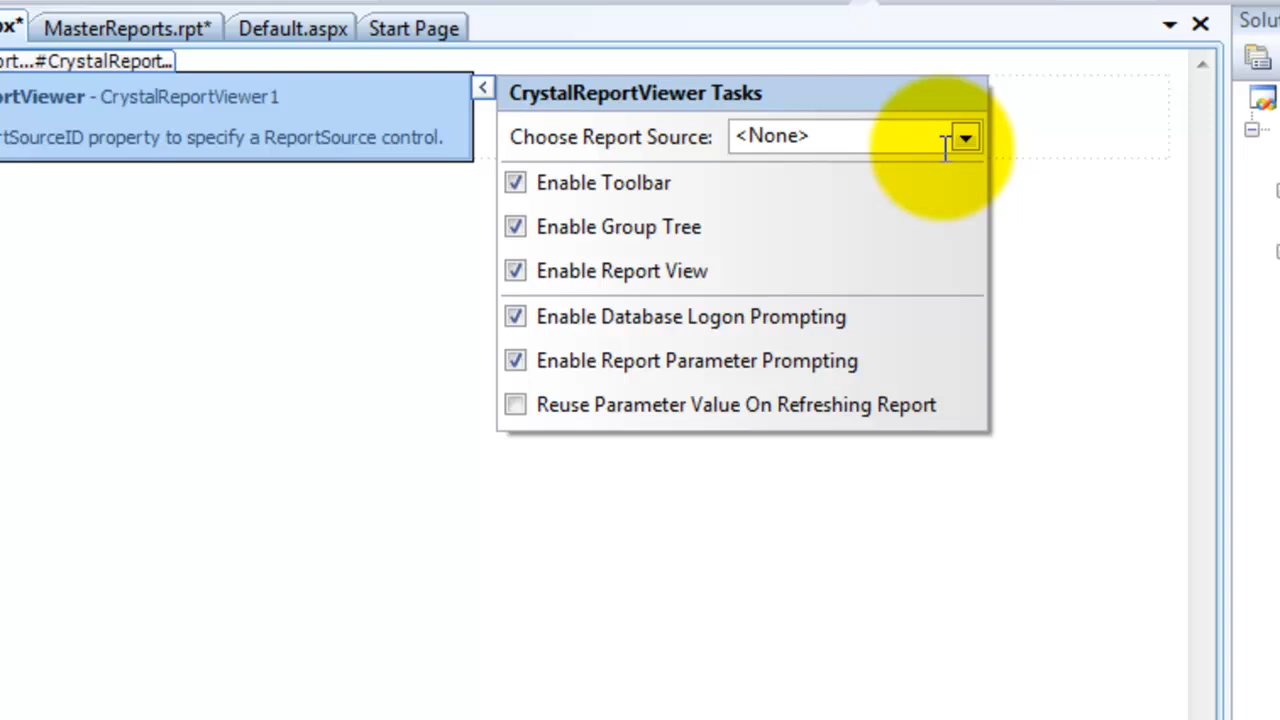 px* MasterReports.rpt* Default.aspx Start Page
Solu
ort...#CrystalReport...
ortViewer - CrystalReportViewer1
rtSourceID property to specify a ReportSource control.
CrystalReportViewer Tasks
Choose Report Source: <None>
Enable Toolbar
Enable Group Tree
Enable Report View
Enable Database Logon Prompting
Enable Report Parameter Prompting
Reuse Parameter Value On Refreshing Report